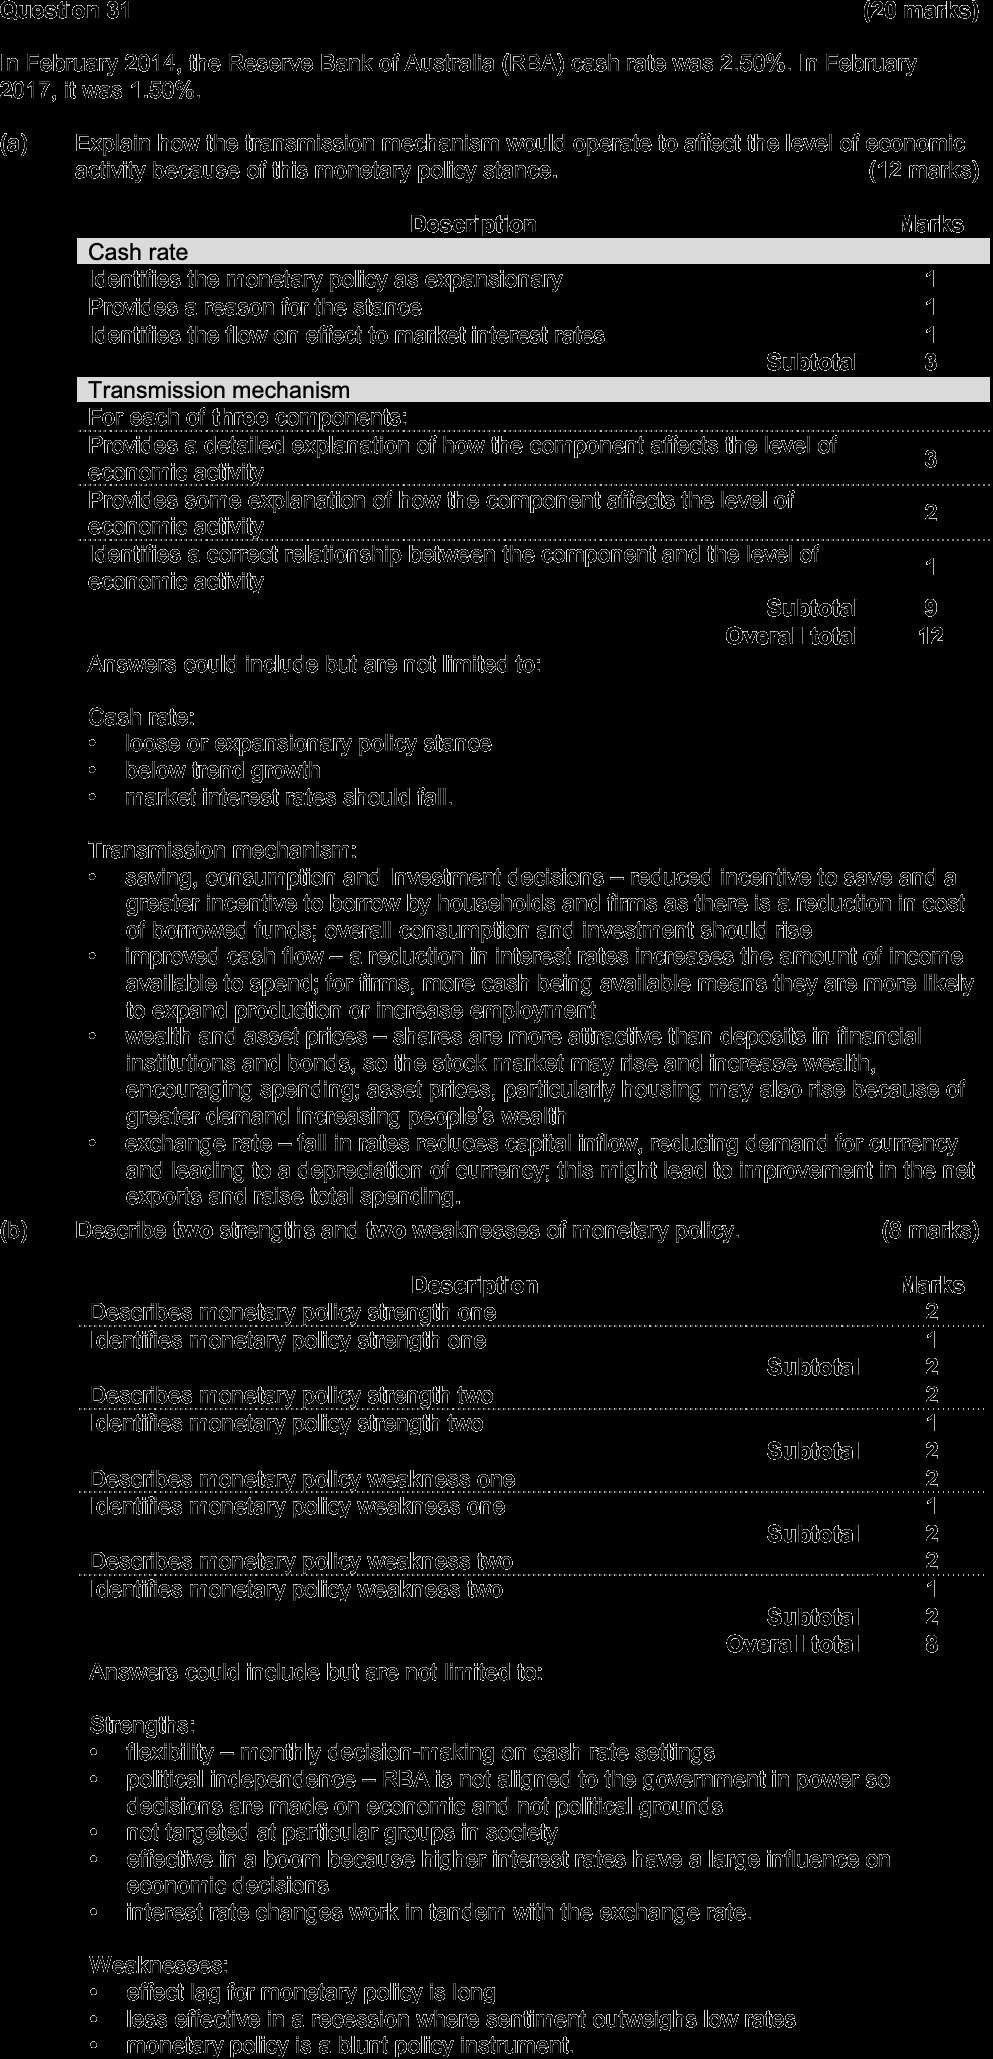 Question 31 (20 marks)
In February 2014, the Reserve Bank of Australia (RBA) cash rate was 2.50%. In February
2017, it was 1.50%.
(a) Explain how the transmission mechanism would operate to affect the level of economic
activity because of this monetary policy stance. (12 marks)
Description Marks
Cash rate
Identifies the monetary policy as expansionary 1
Provides a reason for the stance 1
Identifies the flow on effect to market interest rates 1
Subtotal 3
Transmission mechanism
For each of three components:
Provides a detailed explanation of how the component affects the level of
economic activity 3
Provides some explanation of how the component affects the level of
economic activity 2
Identifies a correct relationship between the component and the level of
economic activity 1
Subtotal 9
Overall total 12
Answers could include but are not limited to:
Cash rate:
• loose or expansionary policy stance
• below trend growth
• market interest rates should fall.
Transmission mechanism:
• saving, consumption and Investment decisions – reduced incentive to save and a
greater incentive to borrow by households and firms as there is a reduction in cost
of borrowed funds; overall consumption and investment should rise
• improved cash flow – a reduction in interest rates increases the amount of income
available to spend; for firms, more cash being available means they are more likely
to expand production or increase employment
• wealth and asset prices – shares are more attractive than deposits in financial
institutions and bonds, so the stock market may rise and increase wealth,
encouraging spending; asset prices, particularly housing may also rise because of
greater demand increasing people's wealth
• exchange rate – fall in rates reduces capital inflow, reducing demand for currency
and leading to a depreciation of currency; this might lead to improvement in the net
exports and raise total spending.
(b) Describe two strengths and two weaknesses of monetary policy. (8 marks)
Description Marks
Describes monetary policy strength one 2
Identifies monetary policy strength one 1
Subtotal 2
Describes monetary policy strength two 2
Identifies monetary policy strength two 1
Subtotal 2
Describes monetary policy weakness one 2
Identifies monetary policy weakness one 1
Subtotal 2
Describes monetary policy weakness two 2
Identifies monetary policy weakness two 1
Subtotal 2
Overall total 8
Answers could include but are not limited to:
Strengths:
• flexibility – monthly decision-making on cash rate settings
• political independence – RBA is not aligned to the government in power so
decisions are made on economic and not political grounds
• not targeted at particular groups in society
• effective in a boom because higher interest rates have a large influence on
economic decisions
• interest rate changes work in tandem with the exchange rate.
Weaknesses:
• effect lag for monetary policy is long
• less effective in a recession where sentiment outweighs low rates
• monetary policy is a blunt policy instrument.